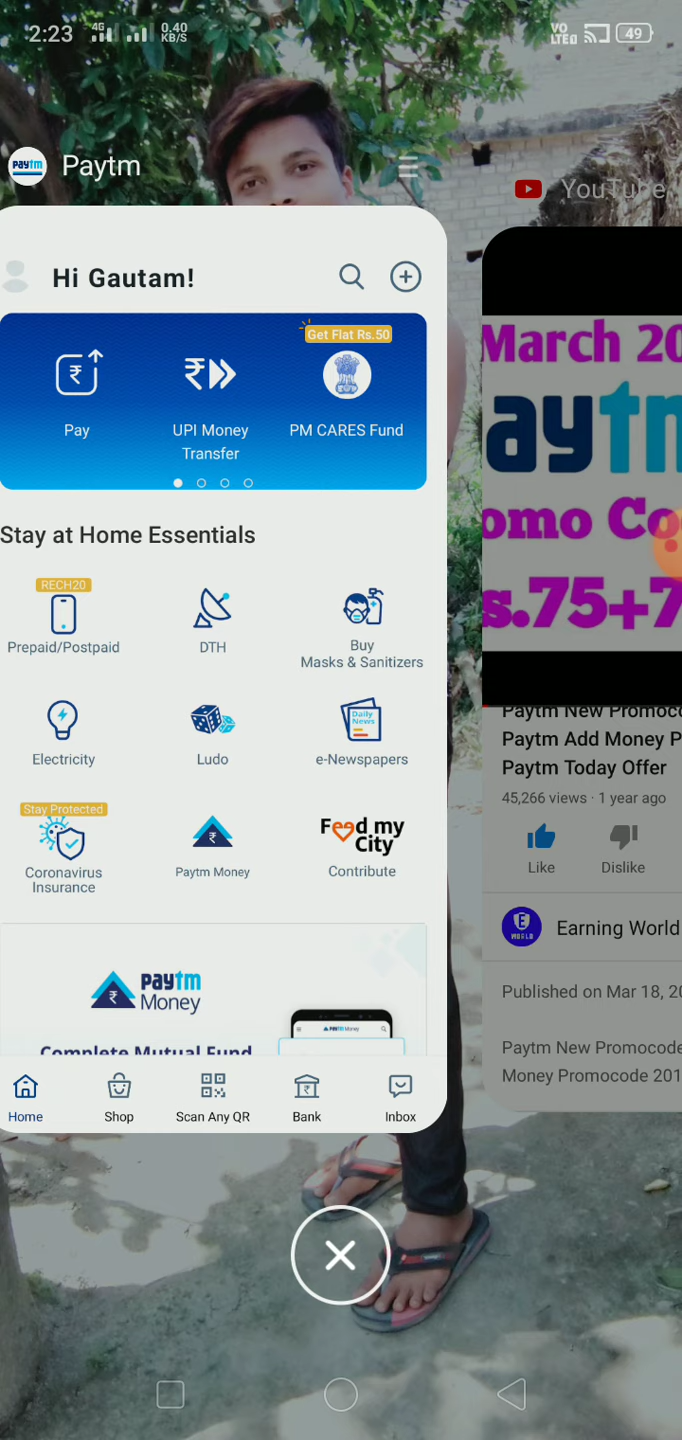 2:23 4G 0.40 KB/S VO LTE 49
paytm Paytm
YouTube
Hi Gautam!
Get Flat Rs.50
₹ Pay
₹ UPI Money Transfer
PM CARES Fund
Stay at Home Essentials
RECH20
Prepaid/Postpaid
DTH
Buy
Masks & Sanitizers
Electricity
Ludo
Daily
News
e-Newspapers
Stay Protected
Coronavirus
Insurance
₹
Paytm Money
Feed my
City
Contribute
₹ paytm
Money
Complete Mutual Fund
paytm Money
Home
Shop
Scan Any QR
₹
Bank
Inbox
March 20
aytm
omo Co
s.75+7
Paytm New Promoco
Paytm Add Money P
Paytm Today Offer
45,266 views · 1 year ago
Like
Dislike
E
WORLD
Earning World
Published on Mar 18, 20
Paytm New Promocode
Money Promocode 201